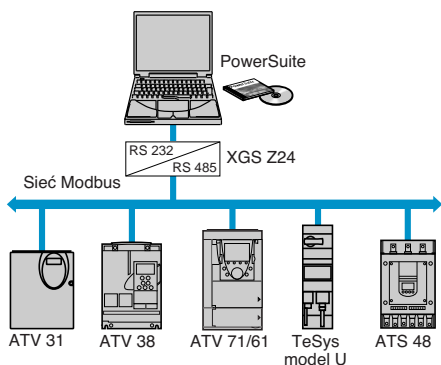 PowerSuite
RS 232
RS 485
XGS Z24
Sieć Modbus
ATV 31
ATV 38
ATV 71/61
TeSys
model U
ATS 48